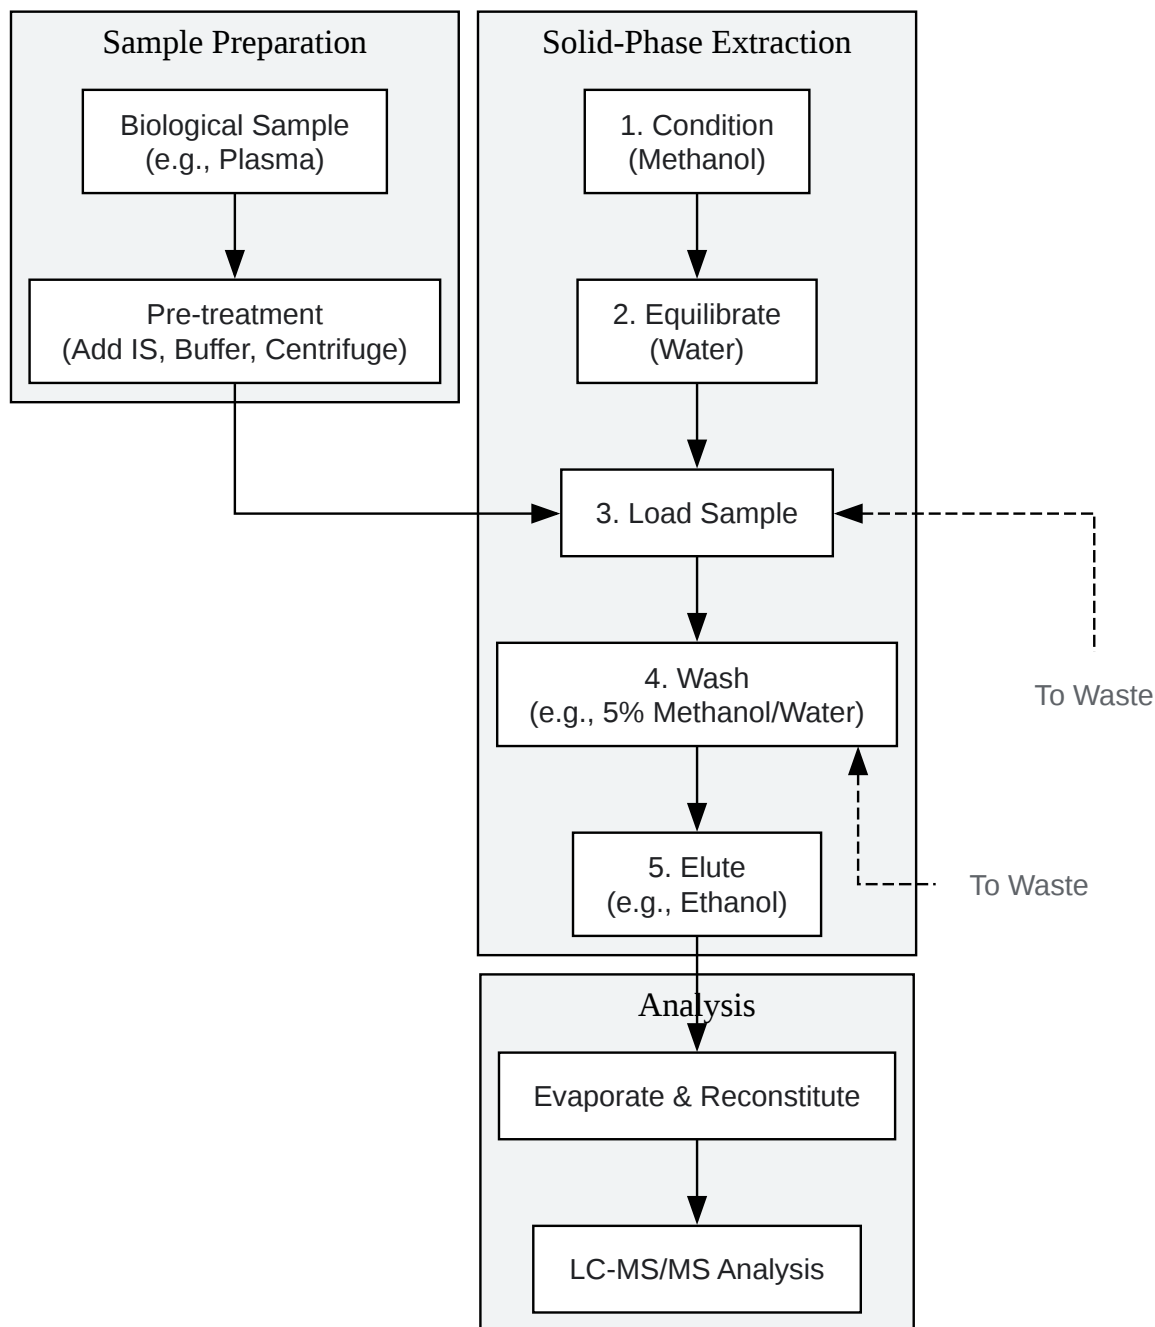 Sample Preparation
Biological Sample
(e.g., Plasma)
Pre-treatment
(Add IS, Buffer, Centrifuge)
Solid-Phase Extraction
1. Condition
(Methanol)
2. Equilibrate
(Water)
3. Load Sample
To Waste
4. Wash
(e.g., 5% Methanol/Water)
To Waste
5. Elute
(e.g., Ethanol)
Analysis
Evaporate & Reconstitute
LC-MS/MS Analysis